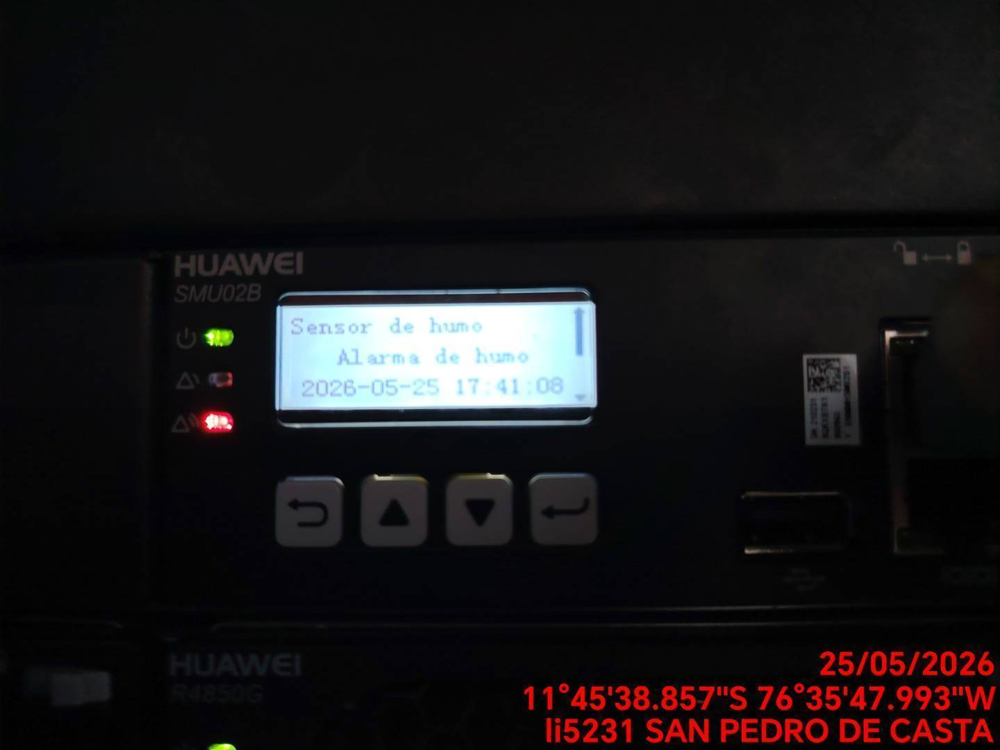 HUAWEI
SMU02B
Sensor de humo
Alarma de humo
2026-05-25 17:41:08
HUAWEI
R4850G
25/05/2026
11°45'38.857"S 76°35'47.993"W
li5231 SAN PEDRO DE CASTA